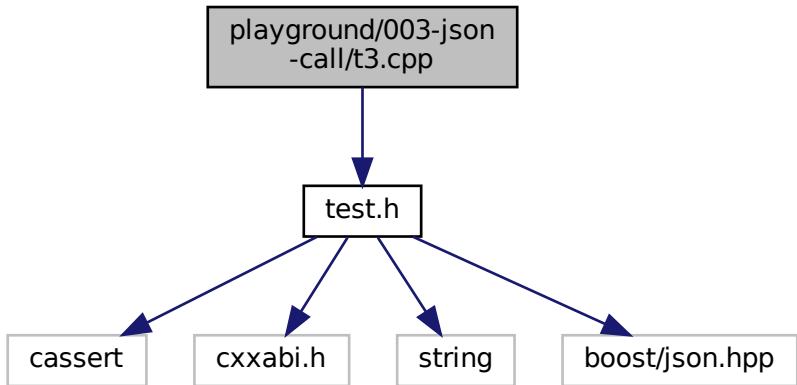 playground/003-json
-call/t3.cpp
test.h
cassert
cxxabi.h
string
boost/json.hpp